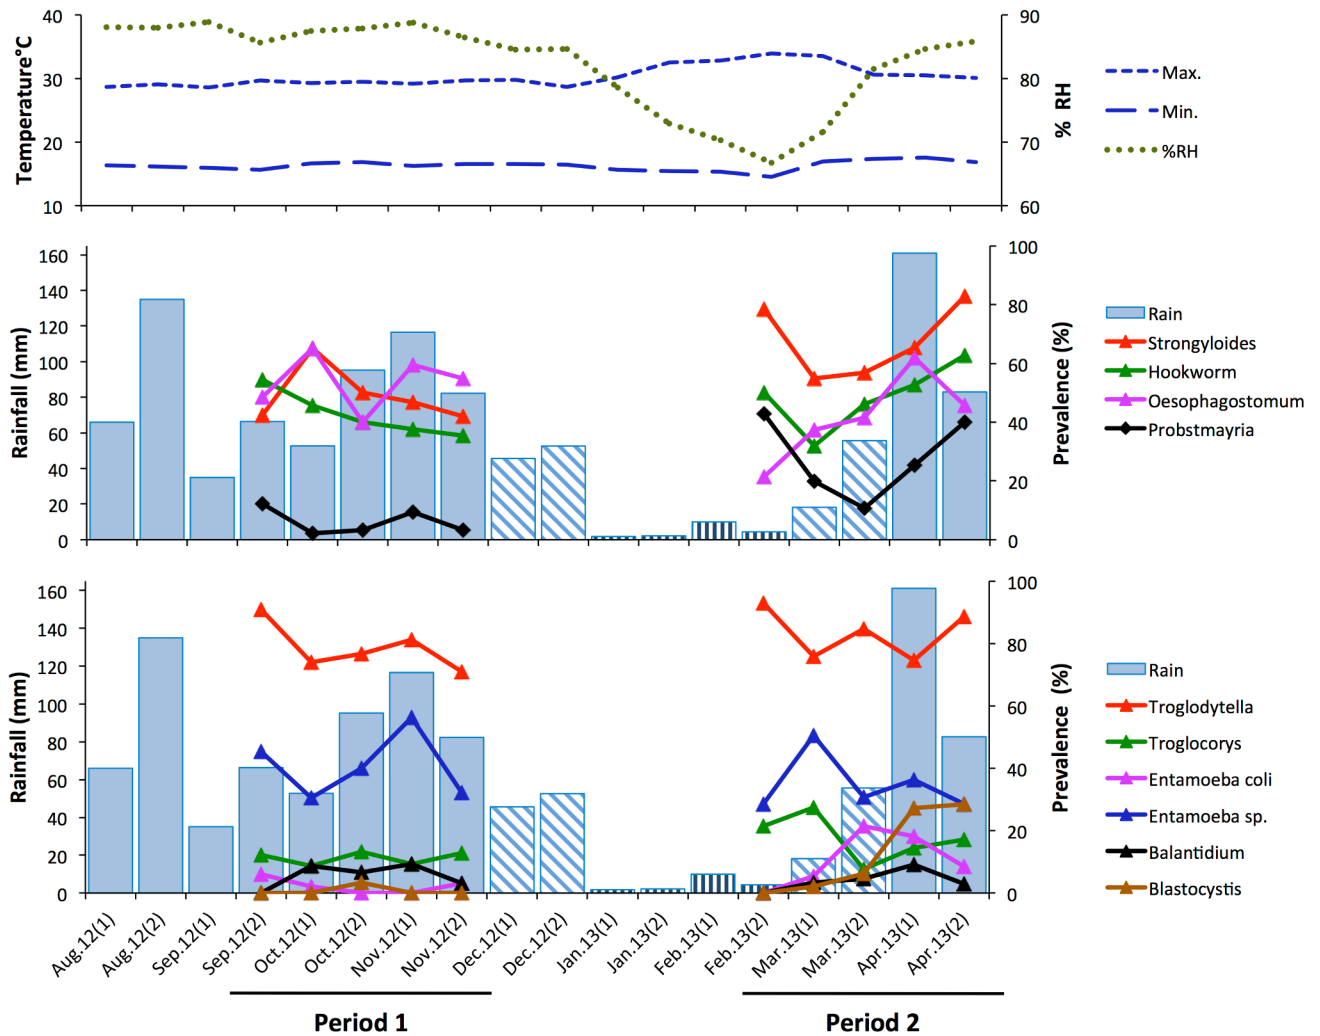 Temperature°C
40
30
20
10
90
80
70
60
% RH
Max.
Min.
%RH
Rainfall (mm)
160
140
120
100
80
60
40
20
0
100
80
60
40
20
0
Prevalence (%)
Rain
Strongyloides
Hookworm
Oesophagostomum
Probstmayria
Rainfall (mm)
160
140
120
100
80
60
40
20
0
100
80
60
40
20
0
Prevalence (%)
Rain
Troglodytella
Troglocorys
Entamoeba coli
Entamoeba sp.
Balantidium
Blastocystis
Aug.12(1)
Aug.12(2)
Sep.12(1)
Sep.12(2)
Oct.12(1)
Oct.12(2)
Nov.12(1)
Nov.12(2)
Dec.12(1)
Dec.12(2)
Jan.13(1)
Jan.13(2)
Feb.13(1)
Feb.13(2)
Mar.13(1)
Mar.13(2)
Apr.13(1)
Apr.13(2)
Period 1
Period 2